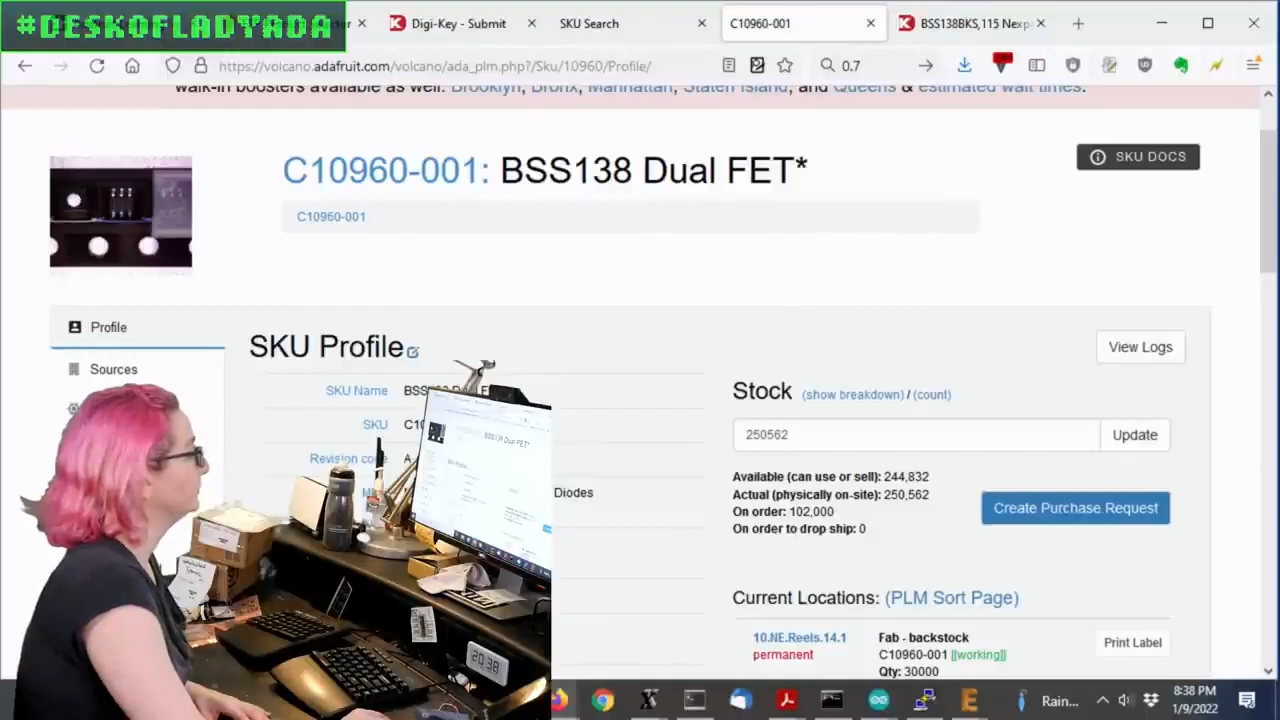 #DESKOFLADYADA
Digi-Key - Submit
SKU Search
C10960-001
BSS138BKS,115 Nexp
https://volcano.adafruit.com/volcano/ada_plm.php?/Sku/10960/Profile/
0.7
walk-in boosters available as well: Brooklyn, Bronx, Manhattan, Staten Island, and Queens & estimated wait times.
C10960-001: BSS138 Dual FET*
SKU DOCS
C10960-001
Profile
Sources
SKU Profile
View Logs
SKU Name
SKU
Revision code
Diodes
Stock (show breakdown) / (count)
250562
Update
Available (can use or sell): 244,832
Actual (physically on-site): 250,562
On order: 102,000
On order to drop ship: 0
Create Purchase Request
Current Locations: (PLM Sort Page)
10.NE.Reels.14.1
permanent
Fab - backstock
C10960-001 [[working]]
Qty: 30000
Print Label
BSS138 Dual FET*
20:38
Rain...
8:38 PM
1/9/2022